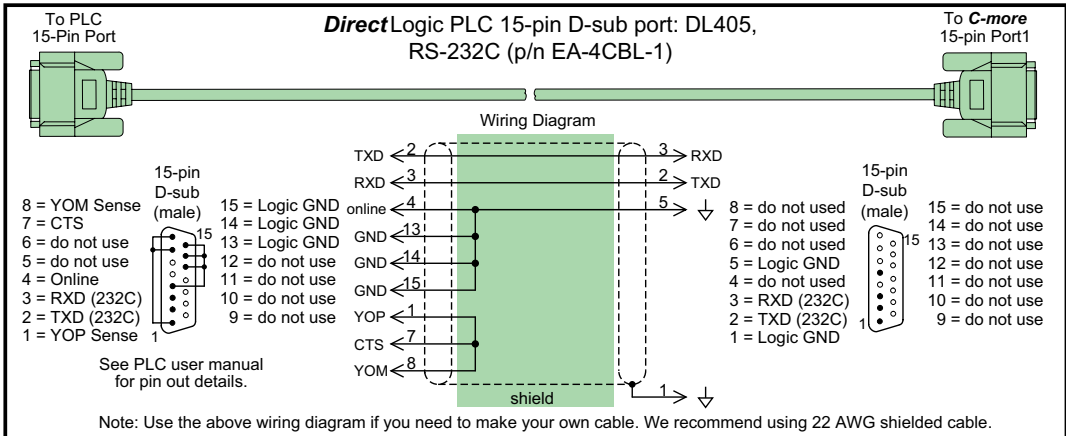 To PLC
15-Pin Port
DirectLogic PLC 15-pin D-sub port: DL405,
RS-232C (p/n EA-4CBL-1)
To C-more
15-pin Port1
Wiring Diagram
15-pin
D-sub
(male)
8 = YOM Sense
7 = CTS
6 = do not use
5 = do not use
4 = Online
3 = RXD (232C)
2 = TXD (232C)
1 = YOP Sense
15
1
15 = Logic GND
14 = Logic GND
13 = Logic GND
12 = do not use
11 = do not use
10 = do not use
9 = do not use
See PLC user manual
for pin out details.
TXD 2 3 RXD
RXD 3 2 TXD
online 4 5
GND 13
GND 14
GND 15
YOP 1
CTS 7
YOM 8
shield
1
15-pin
D-sub
(male)
8 = do not used
7 = do not used
6 = do not used
5 = Logic GND
4 = do not used
3 = RXD (232C)
2 = TXD (232C)
1 = Logic GND
15
1
15 = do not use
14 = do not use
13 = do not use
12 = do not use
11 = do not use
10 = do not use
9 = do not use
Note: Use the above wiring diagram if you need to make your own cable. We recommend using 22 AWG shielded cable.